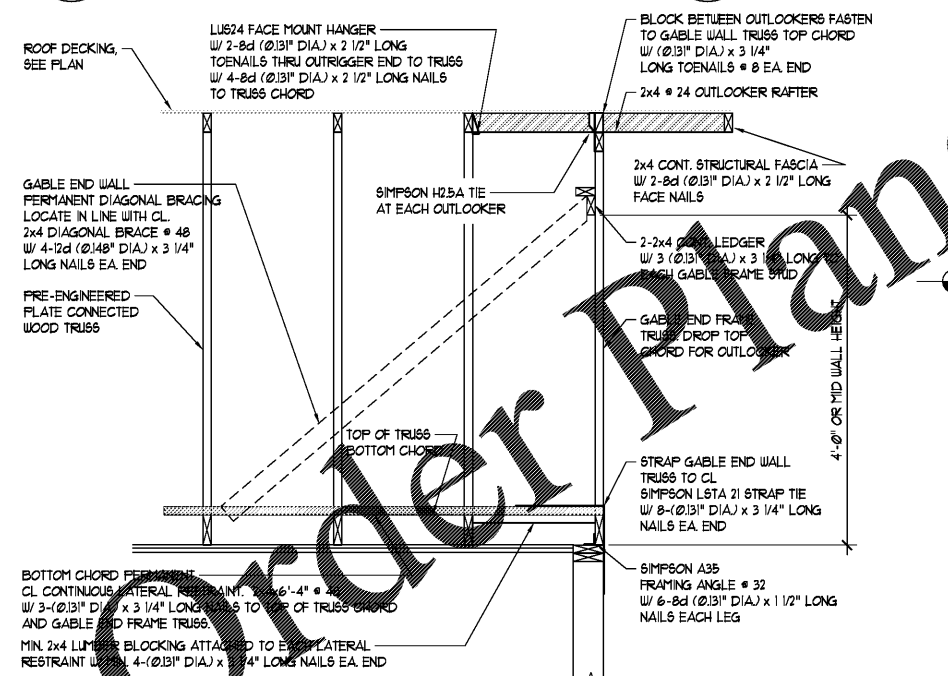 LUS24 FACE MOUNT HANGER
W/ 2-8d (Ø.131" DIA.) x 2 1/2" LONG
TOENAILS THRU OUTRIGGER END TO TRUSS
W/ 4-8d (Ø.131" DIA.) x 2 1/2" LONG NAILS
TO TRUSS CHORD
BLOCK BETWEEN OUTLOOKERS FASTEN
TO GABLE WALL TRUSS TOP CHORD
W/ (Ø.131" DIA.) x 3 1/4"
LONG TOENAILS @ 8 EA. END
2x4 @ 24 OUTLOOKER RAFTER
ROOF DECKING,
SEE PLAN
2x4 CONT. STRUCTURAL FASCIA
W/ 2-8d (Ø.131" DIA.) x 2 1/2" LONG
FACE NAILS
SIMPSON H2.5A TIE
AT EACH OUTLOOKER
GABLE END WALL
PERMANENT DIAGONAL BRACING
LOCATE IN LINE WITH CL.
2x4 DIAGONAL BRACE @ 48
W/ 4-12d (Ø.148" DIA.) x 3 1/4"
LONG NAILS EA. END
2-2x4 CONT. LEDGER
W/ 3 (Ø.131" DIA.) x 3 1/4" LONG TO
EACH GABLE FRAME STUD
PRE-ENGINEERED
PLATE CONNECTED
WOOD TRUSS
GABLE END FRAME
TRUSS. DROP TOP
CHORD FOR OUTLOOKER
4'-0" OR MID WALL HEIGHT
TOP OF TRUSS
BOTTOM CHORD
STRAP GABLE END WALL
TRUSS TO CL
SIMPSON LSTA 21 STRAP TIE
W/ 8-(Ø.131" DIA.) x 3 1/4" LONG
NAILS EA. END
SIMPSON A35
FRAMING ANGLE @ 32
W/ 6-8d (Ø.131" DIA.) x 1 1/2" LONG
NAILS EACH LEG
BOTTOM CHORD PERMANENT
CL CONTINUOUS LATERAL RESTRAINT. 2x4x6'-4" @
W/ 3-(Ø.131" DIA.) x 3 1/4" LONG NAILS TO TOP OF TRUSS CHORD
AND GABLE END FRAME TRUSS.
MIN. 2x4 LUMBER BLOCKING ATTACHED TO EACH LATERAL
RESTRAINT W/ MIN. 4-(Ø.131" DIA.) x 3 1/4" LONG NAILS EA. END
Order Plan